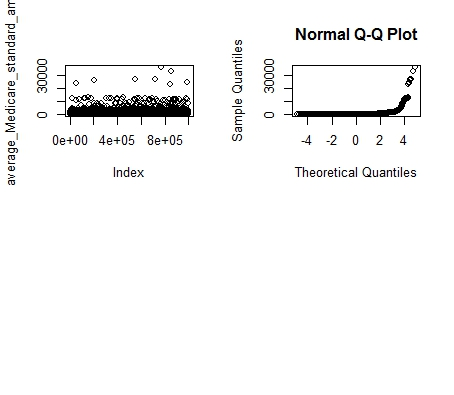 Normal Q-Q Plot
average_Medicare_standard_am
30000
0
0e+00 4e+05 8e+05
Index
Sample Quantiles
30000
0
-4 -2 0 2 4
Theoretical Quantiles